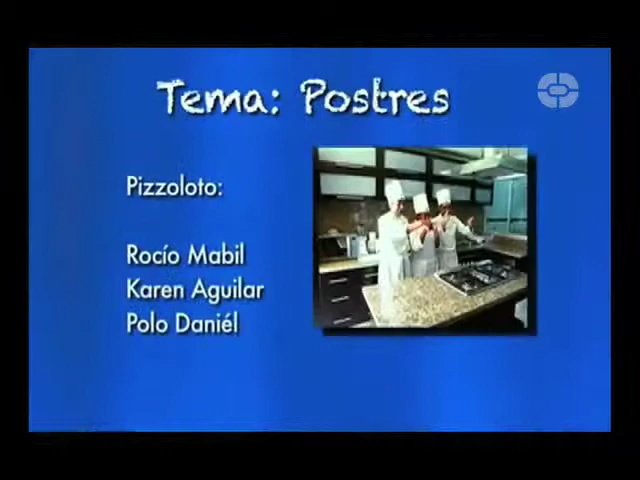 Tema: Postres
Pizzoloto:
Rocío Mabil
Karen Aguilar
Polo Daniél